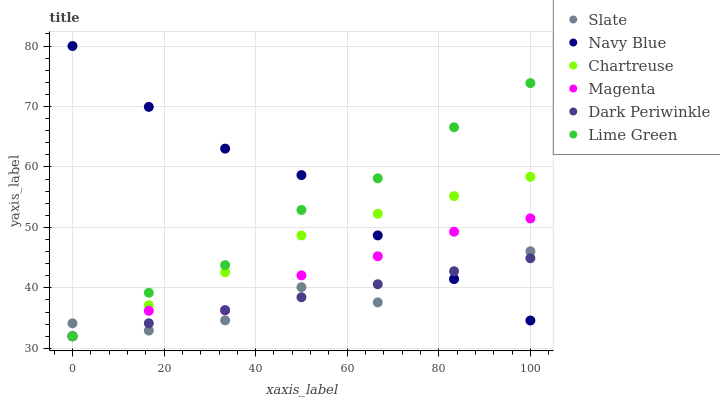 title
Slate
Navy Blue
Chartreuse
Magenta
Dark Periwinkle
Lime Green
yaxis_label
80
70
60
50
40
30
0
20
40
60
80
100
xaxis_label